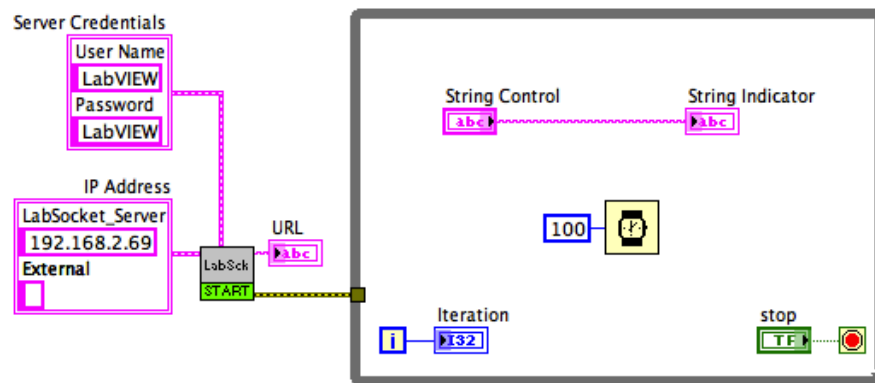 Server Credentials
User Name
LabVIEW
Password
LabVIEW
IP Address
LabSocket_Server
192.168.2.69
External
LabSck
START
URL
abc
String Control
abc
String Indicator
abc
100
Iteration
i
I32
stop
TF